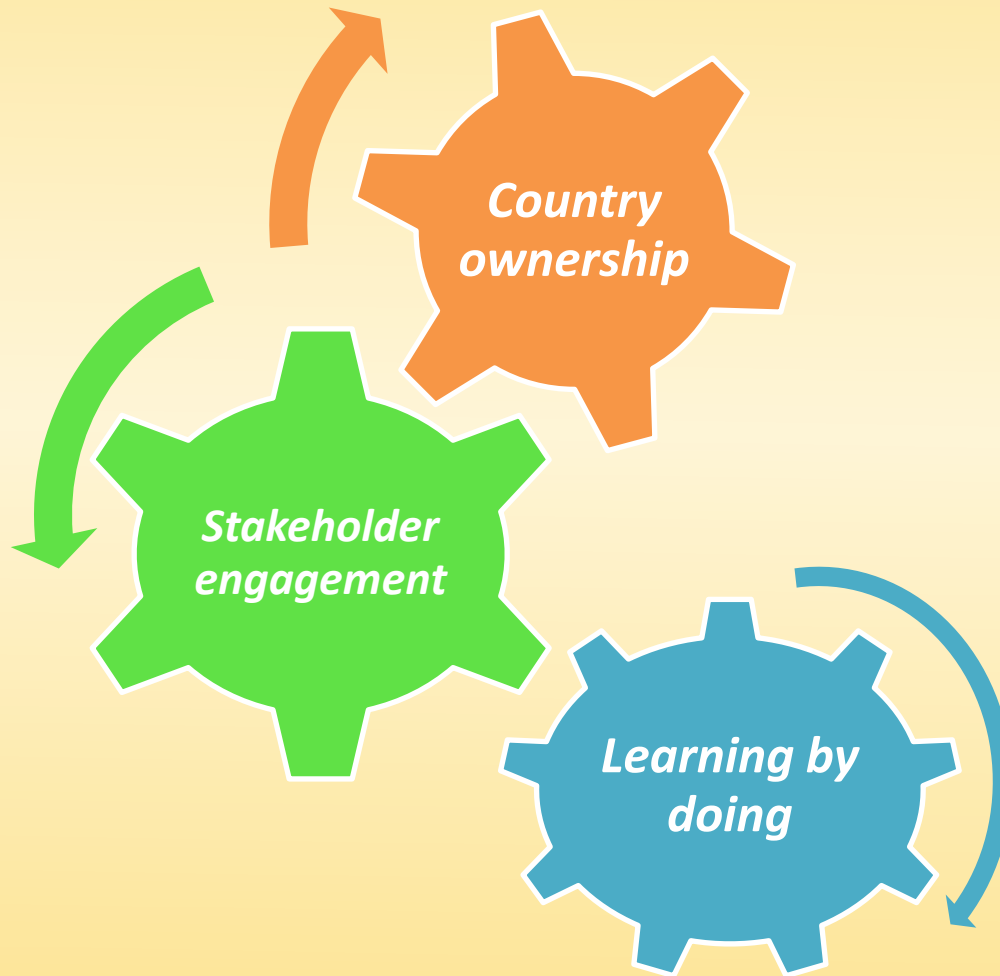 Country
ownership
Stakeholder
engagement
Learning by
doing